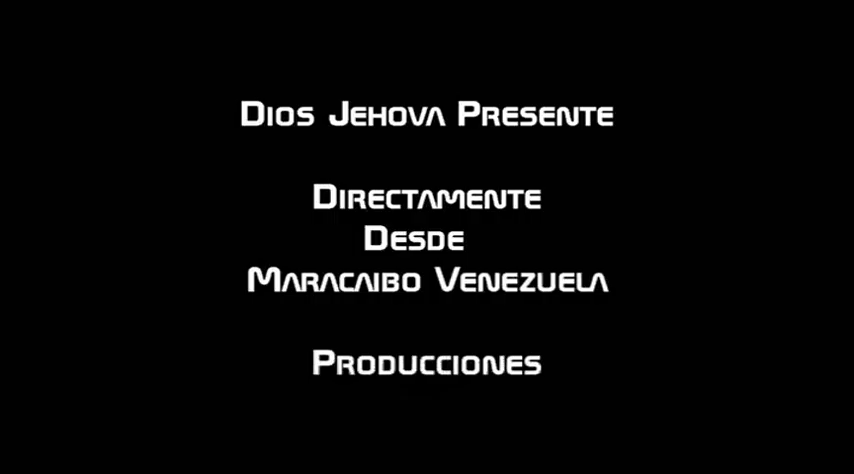 Dios Jehova Presente
Directamente
Desde
Maracaibo Venezuela
Producciones